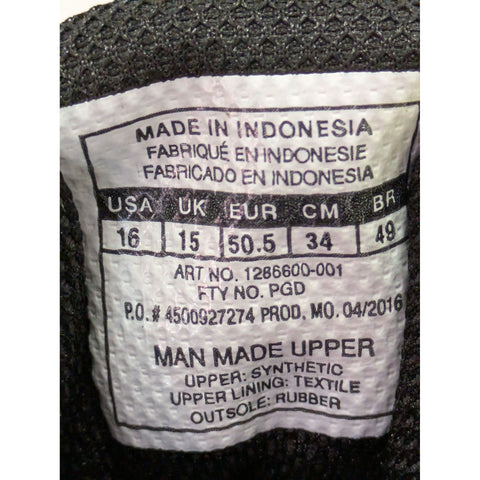 MADE IN INDONESIA
FABRIQUÉ EN INDONESIE
FABRICADO EN INDONESIA
USA UK EUR CM BR
16 15 50.5 34 49
ART NO. 1286600-001
FTY NO. PGD
P.O.# 4500927274 PROD. MO. 04/2016
MAN MADE UPPER
UPPER: SYNTHETIC
UPPER LINING: TEXTILE
OUTSOLE: RUBBER